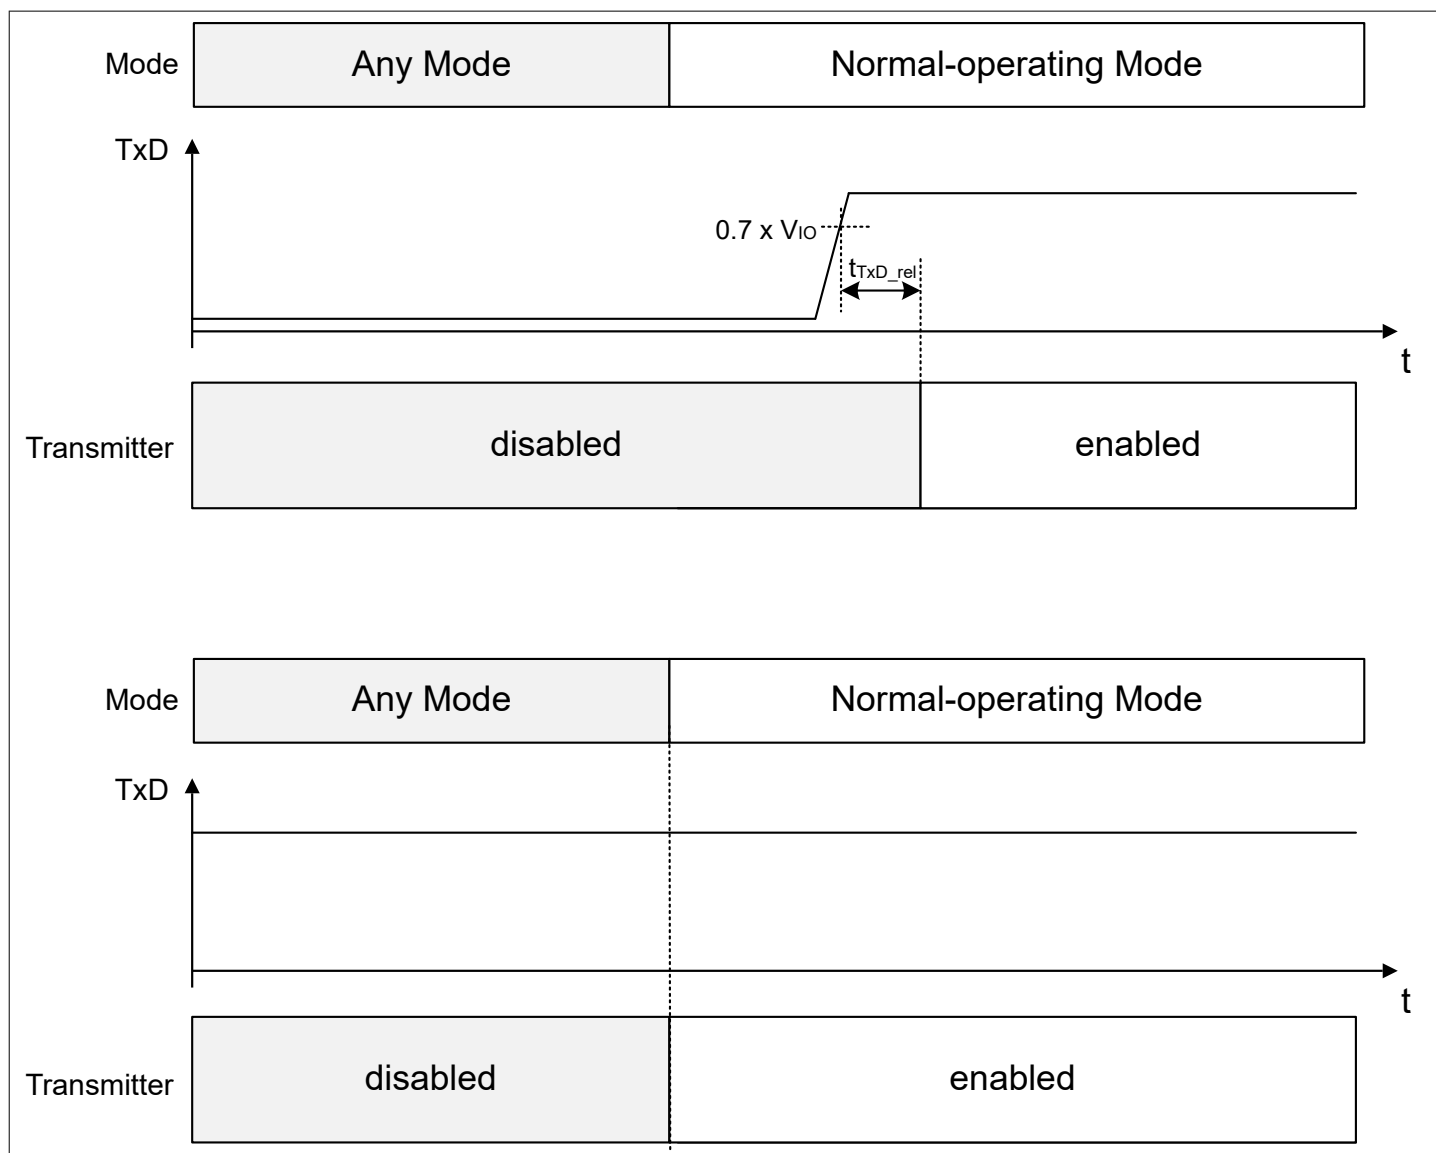 Mode Any Mode Normal-operating Mode
TxD
0.7 x VIO
tTxD_rel
t
Transmitter disabled enabled
Mode Any Mode Normal-operating Mode
TxD
t
Transmitter disabled enabled